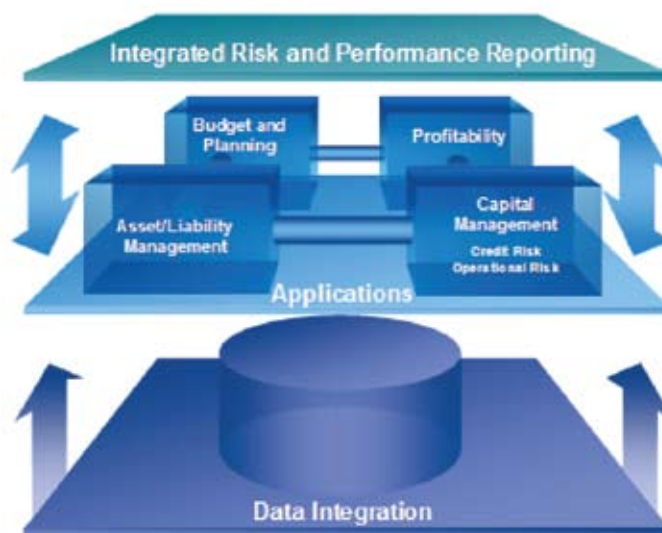 Integrated Risk and Performance Reporting
Budget and
Planning
Profitability
Asset/Liability
Management
Capital
Management
Credit Risk
Operational Risk
Applications
Data Integration